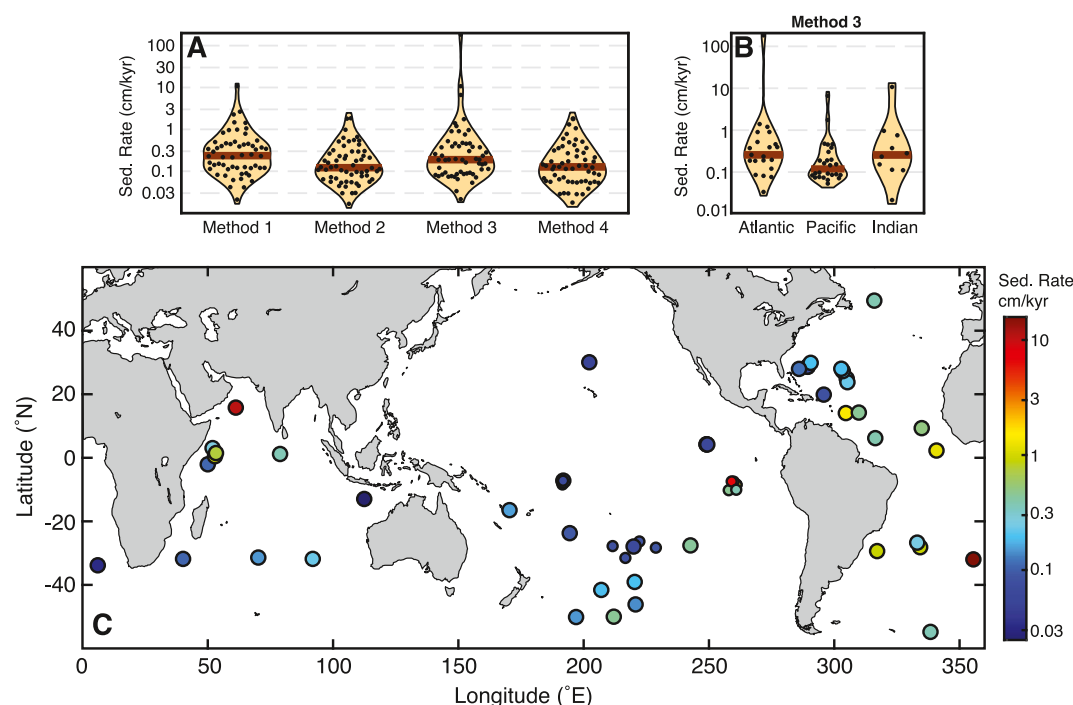 A
Sed. Rate (cm/kyr)
100
30
10
3
1
0.3
0.1
0.03
Method 1
Method 2
Method 3
Method 4
Method 3
B
Sed. Rate (cm/kyr)
100
10
1
0.1
0.01
Atlantic
Pacific
Indian
C
Latitude (˚N)
40
20
0
-20
-40
0
50
100
150
200
250
300
350
Longitude (˚E)
Sed. Rate
cm/kyr
10
3
1
0.3
0.1
0.03